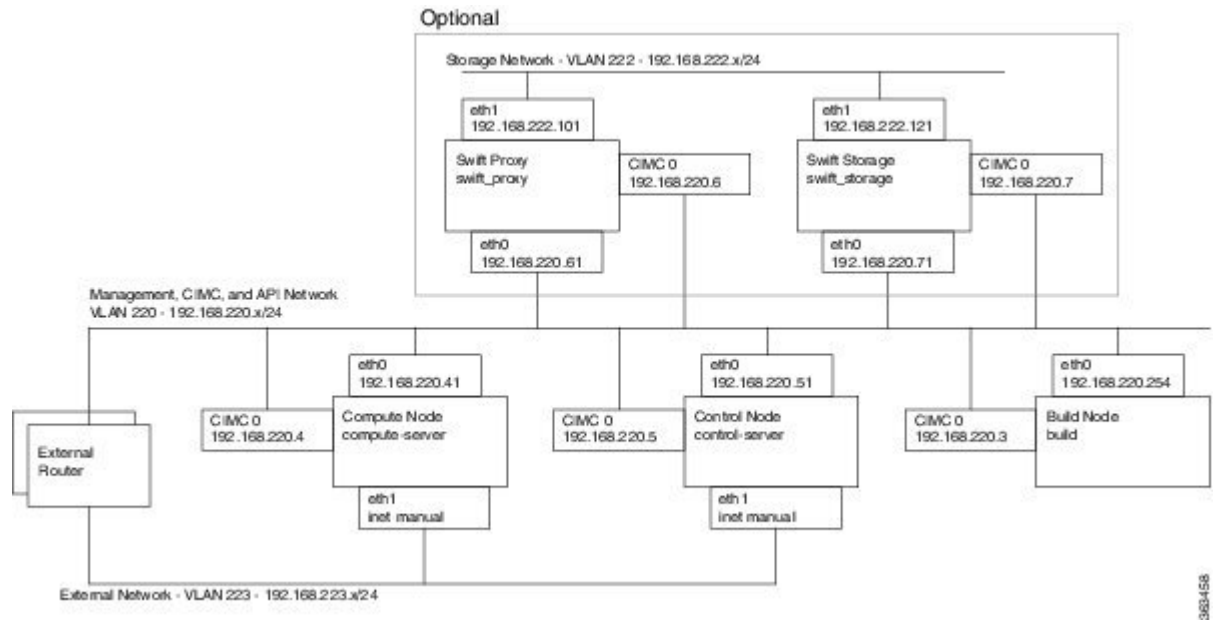 Optional
Storage Network - VLAN 222 - 192.168.222.x/24
eth1
192.168.222.101
eth1
192.168.222.121
Swift Proxy
swift_proxy
CIMC 0
192.168.220.6
Swift Storage
swift_storage
CIMC 0
192.168.220.7
eth0
192.168.220.61
eth0
192.168.220.71
Management, CIMC, and API Network
VLAN 220 - 192.168.220.x/24
eth0
192.168.220.41
eth0
192.168.220.51
eth0
192.168.220.254
External
Router
CIMC 0
192.168.220.4
Compute Node
compute-server
CIMC 0
192.168.220.5
Control Node
control-server
CIMC 0
192.168.220.3
Build Node
build
eth1
inet manual
eth1
inet manual
External Network - VLAN 223 - 192.168.223.x/24
363458